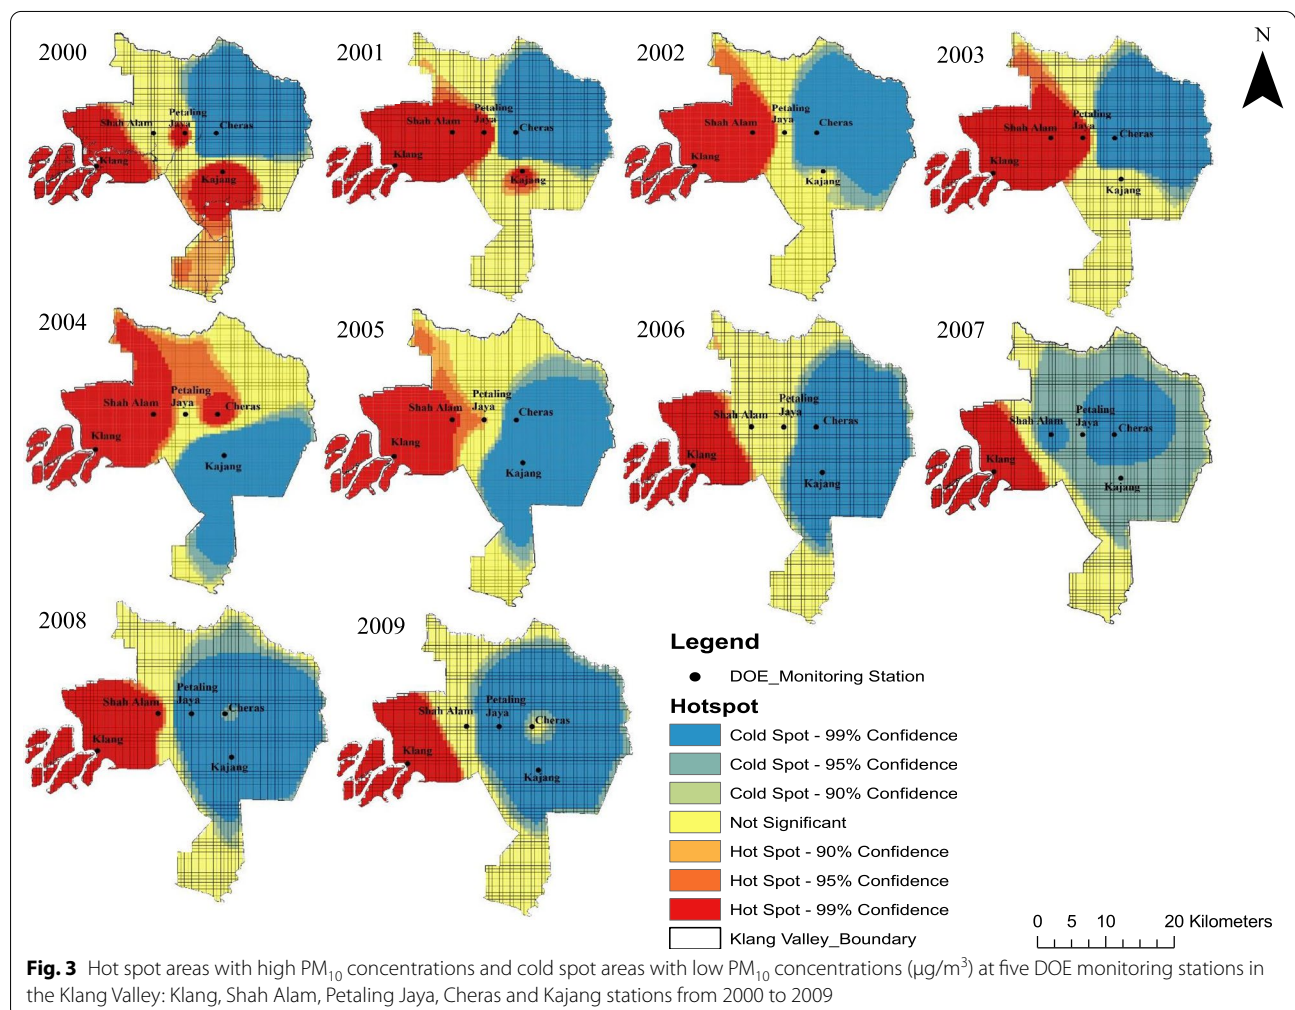 2000
Shah Alam
Petaling
Jaya
Cheras
Klang
Kajang
2001
Shah Alam
Petaling
Jaya
Cheras
Klang
Kajang
2002
Shah Alam
Petaling
Jaya
Cheras
Klang
Kajang
2003
Shah Alam
Petaling
Jaya
Cheras
Klang
Kajang
N
2004
Shah Alam
Petaling
Jaya
Cheras
Klang
Kajang
2005
Shah Alam
Petaling
Jaya
Cheras
Klang
Kajang
2006
Shah Alam
Petaling
Jaya
Cheras
Klang
Kajang
2007
Shah Alam
Petaling
Jaya
Cheras
Klang
Kajang
2008
Shah Alam
Petaling
Jaya
Cheras
Klang
Kajang
2009
Shah Alam
Petaling
Jaya
Cheras
Klang
Kajang
Legend
DOE_Monitoring Station
Hotspot
Cold Spot - 99% Confidence
Cold Spot - 95% Confidence
Cold Spot - 90% Confidence
Not Significant
Hot Spot - 90% Confidence
Hot Spot - 95% Confidence
Hot Spot - 99% Confidence
Klang Valley_Boundary
0 5 10 20 Kilometers
Fig. 3 Hot spot areas with high PM10 concentrations and cold spot areas with low PM10 concentrations (μg/m3) at five DOE monitoring stations in
the Klang Valley: Klang, Shah Alam, Petaling Jaya, Cheras and Kajang stations from 2000 to 2009